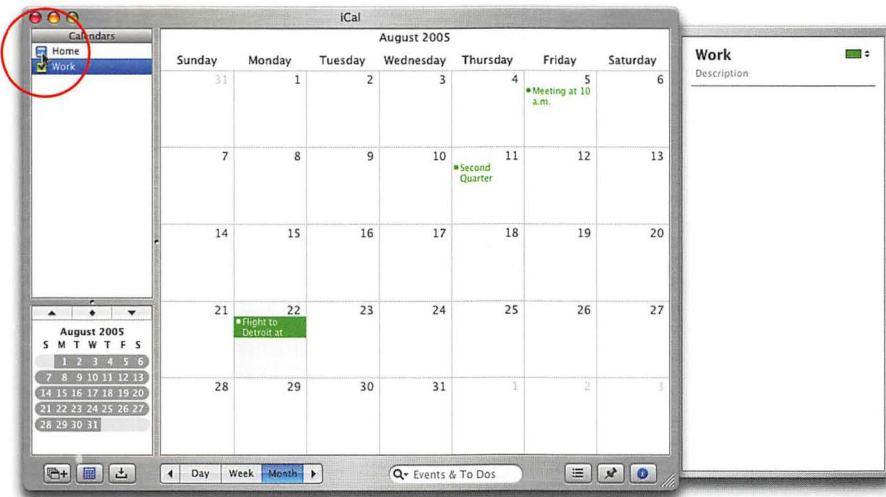 iCal
Calendars
Home
Work
August 2005
Sunday Monday Tuesday Wednesday Thursday Friday Saturday
31 1 2 3 4 5 6
Meeting at 10
a.m.
7 8 9 10 11 12 13
Second
Quarter
14 15 16 17 18 19 20
21 22 23 24 25 26 27
Flight to
Detroit at
28 29 30 31 1 2 3
August 2005
S M T W T F S
1 2 3 4 5 6
7 8 9 10 11 12 13
14 15 16 17 18 19 20
21 22 23 24 25 26 27
28 29 30 31
Day Week Month
Events & To Dos
Work
Description